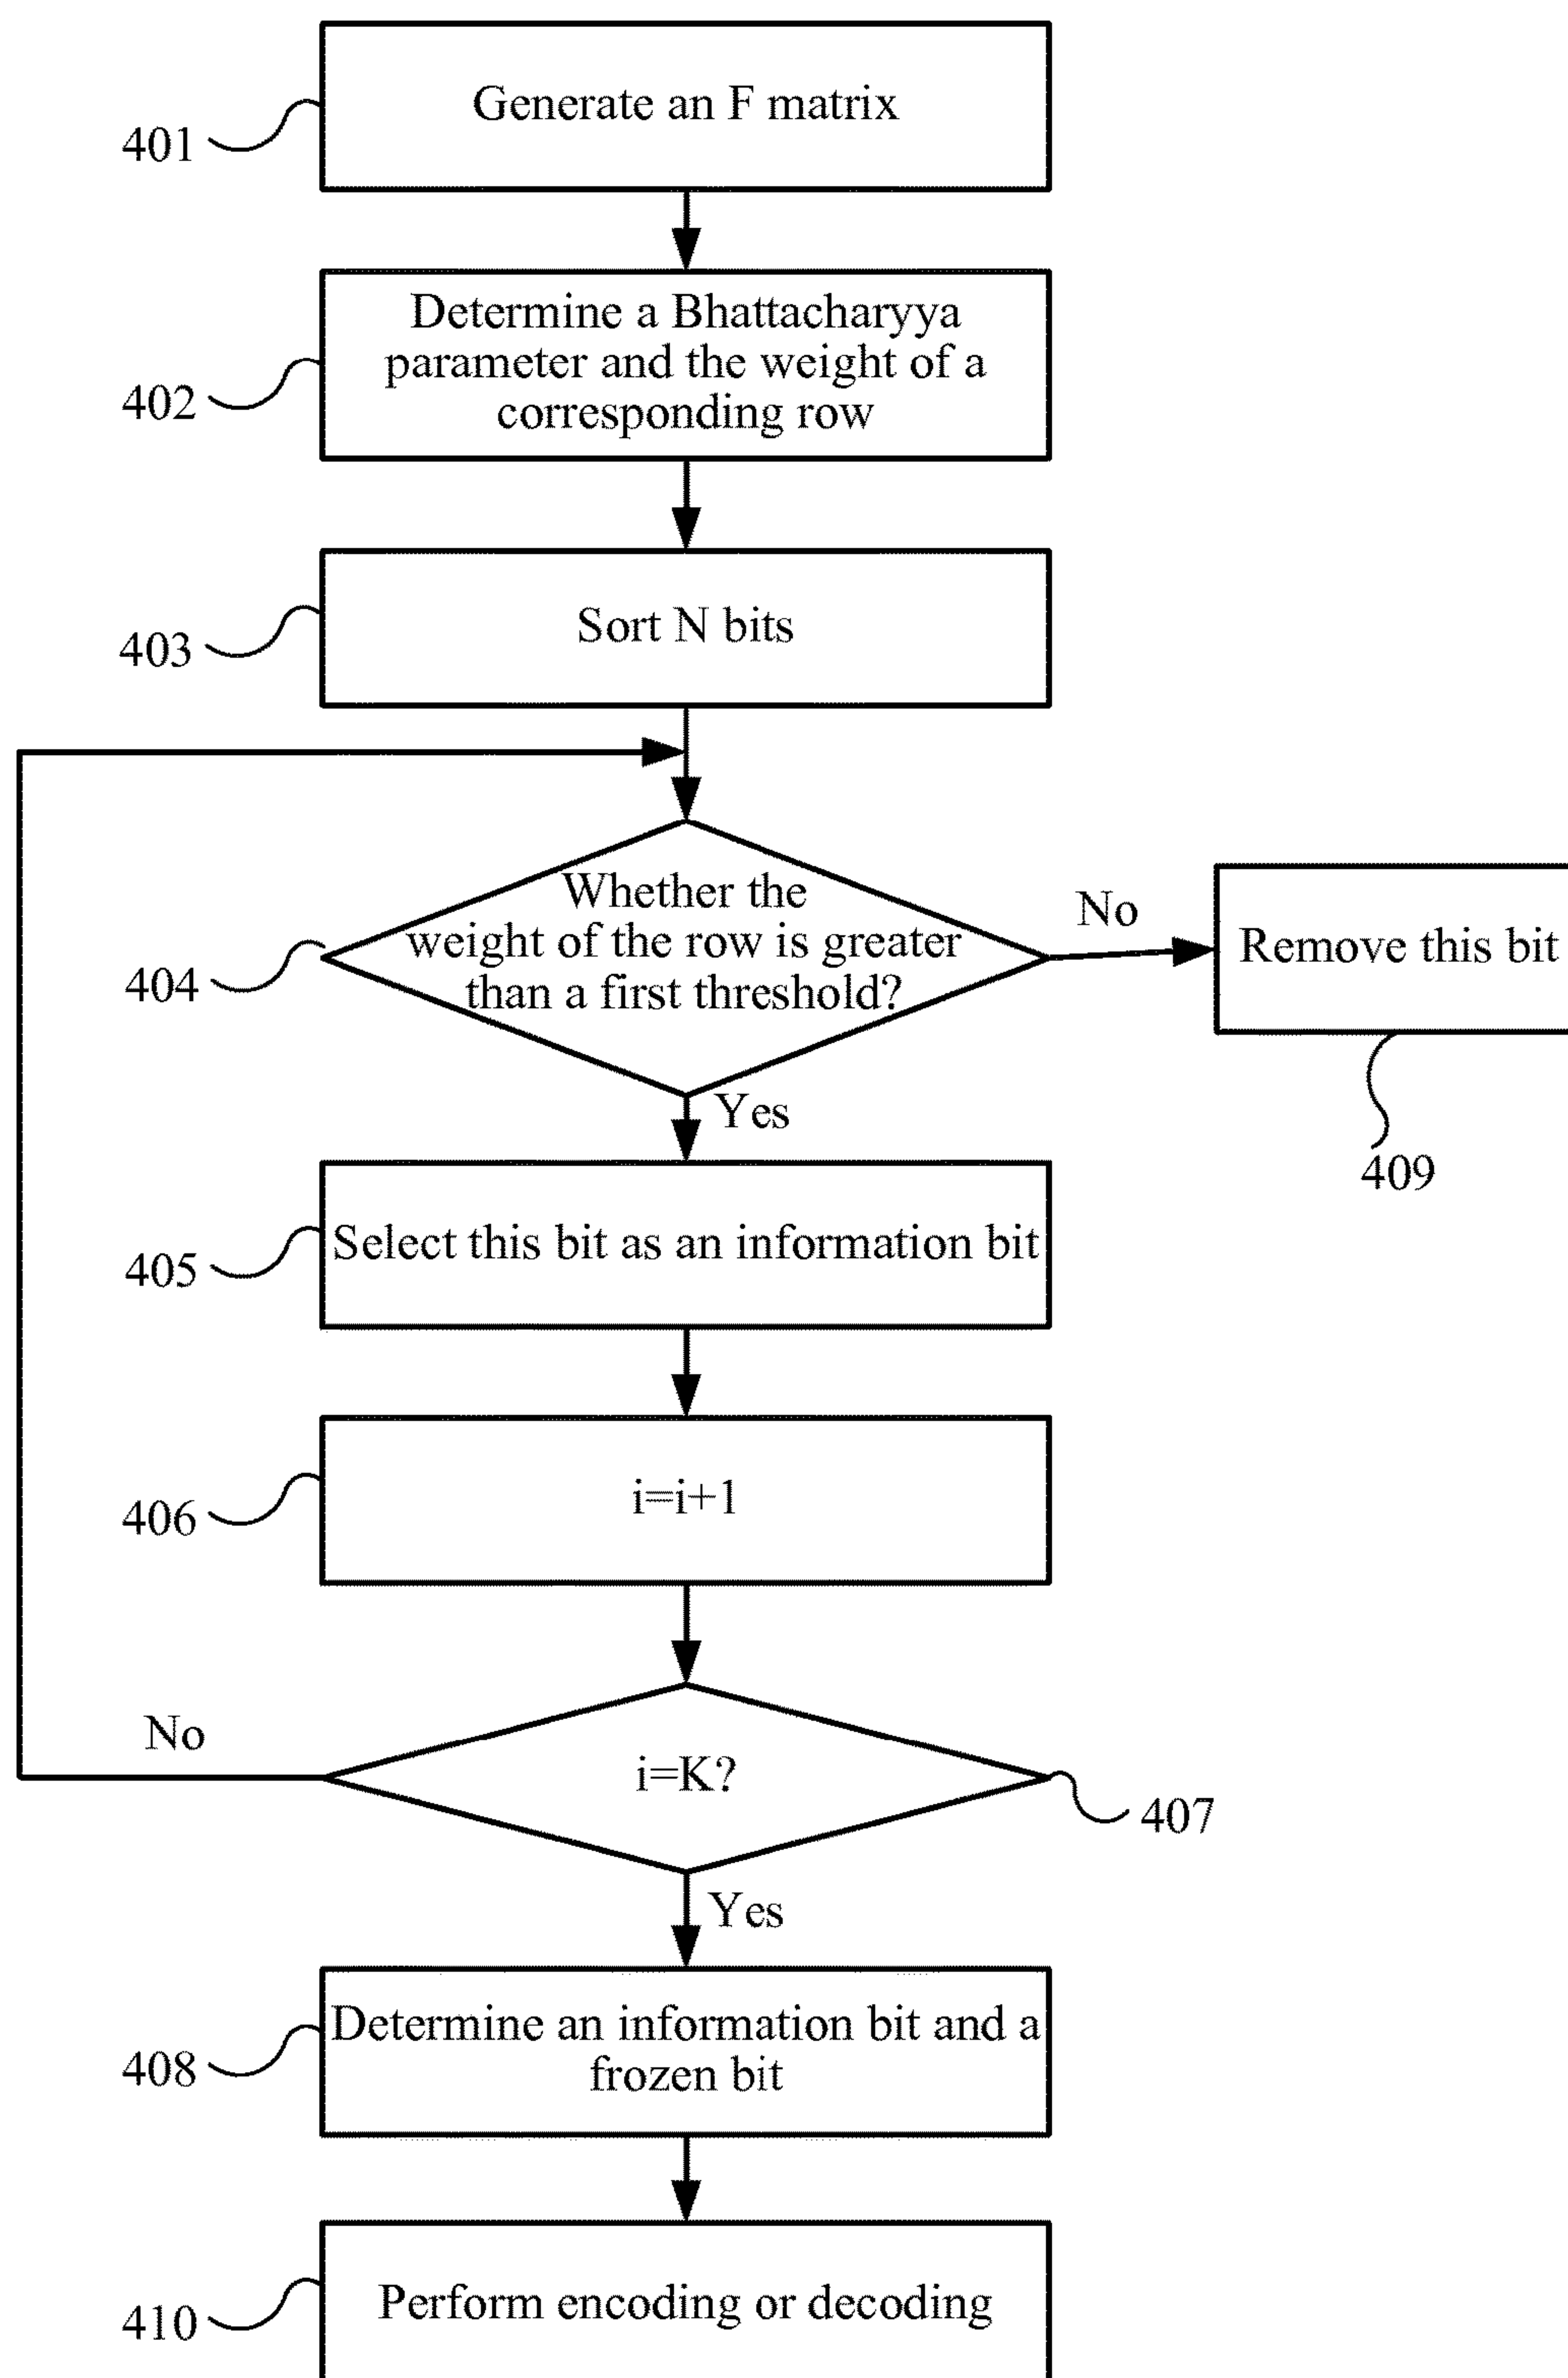 Generate an F matrix
401
Determine a Bhattacharyya
parameter and the weight of a
corresponding row
402
Sort N bits
403
Whether the
weight of the row is greater
than a first threshold?
404
No
Remove this bit
409
Yes
Select this bit as an information bit
405
i=i+1
406
No
i=K?
407
Yes
Determine an information bit and a
frozen bit
408
Perform encoding or decoding
410